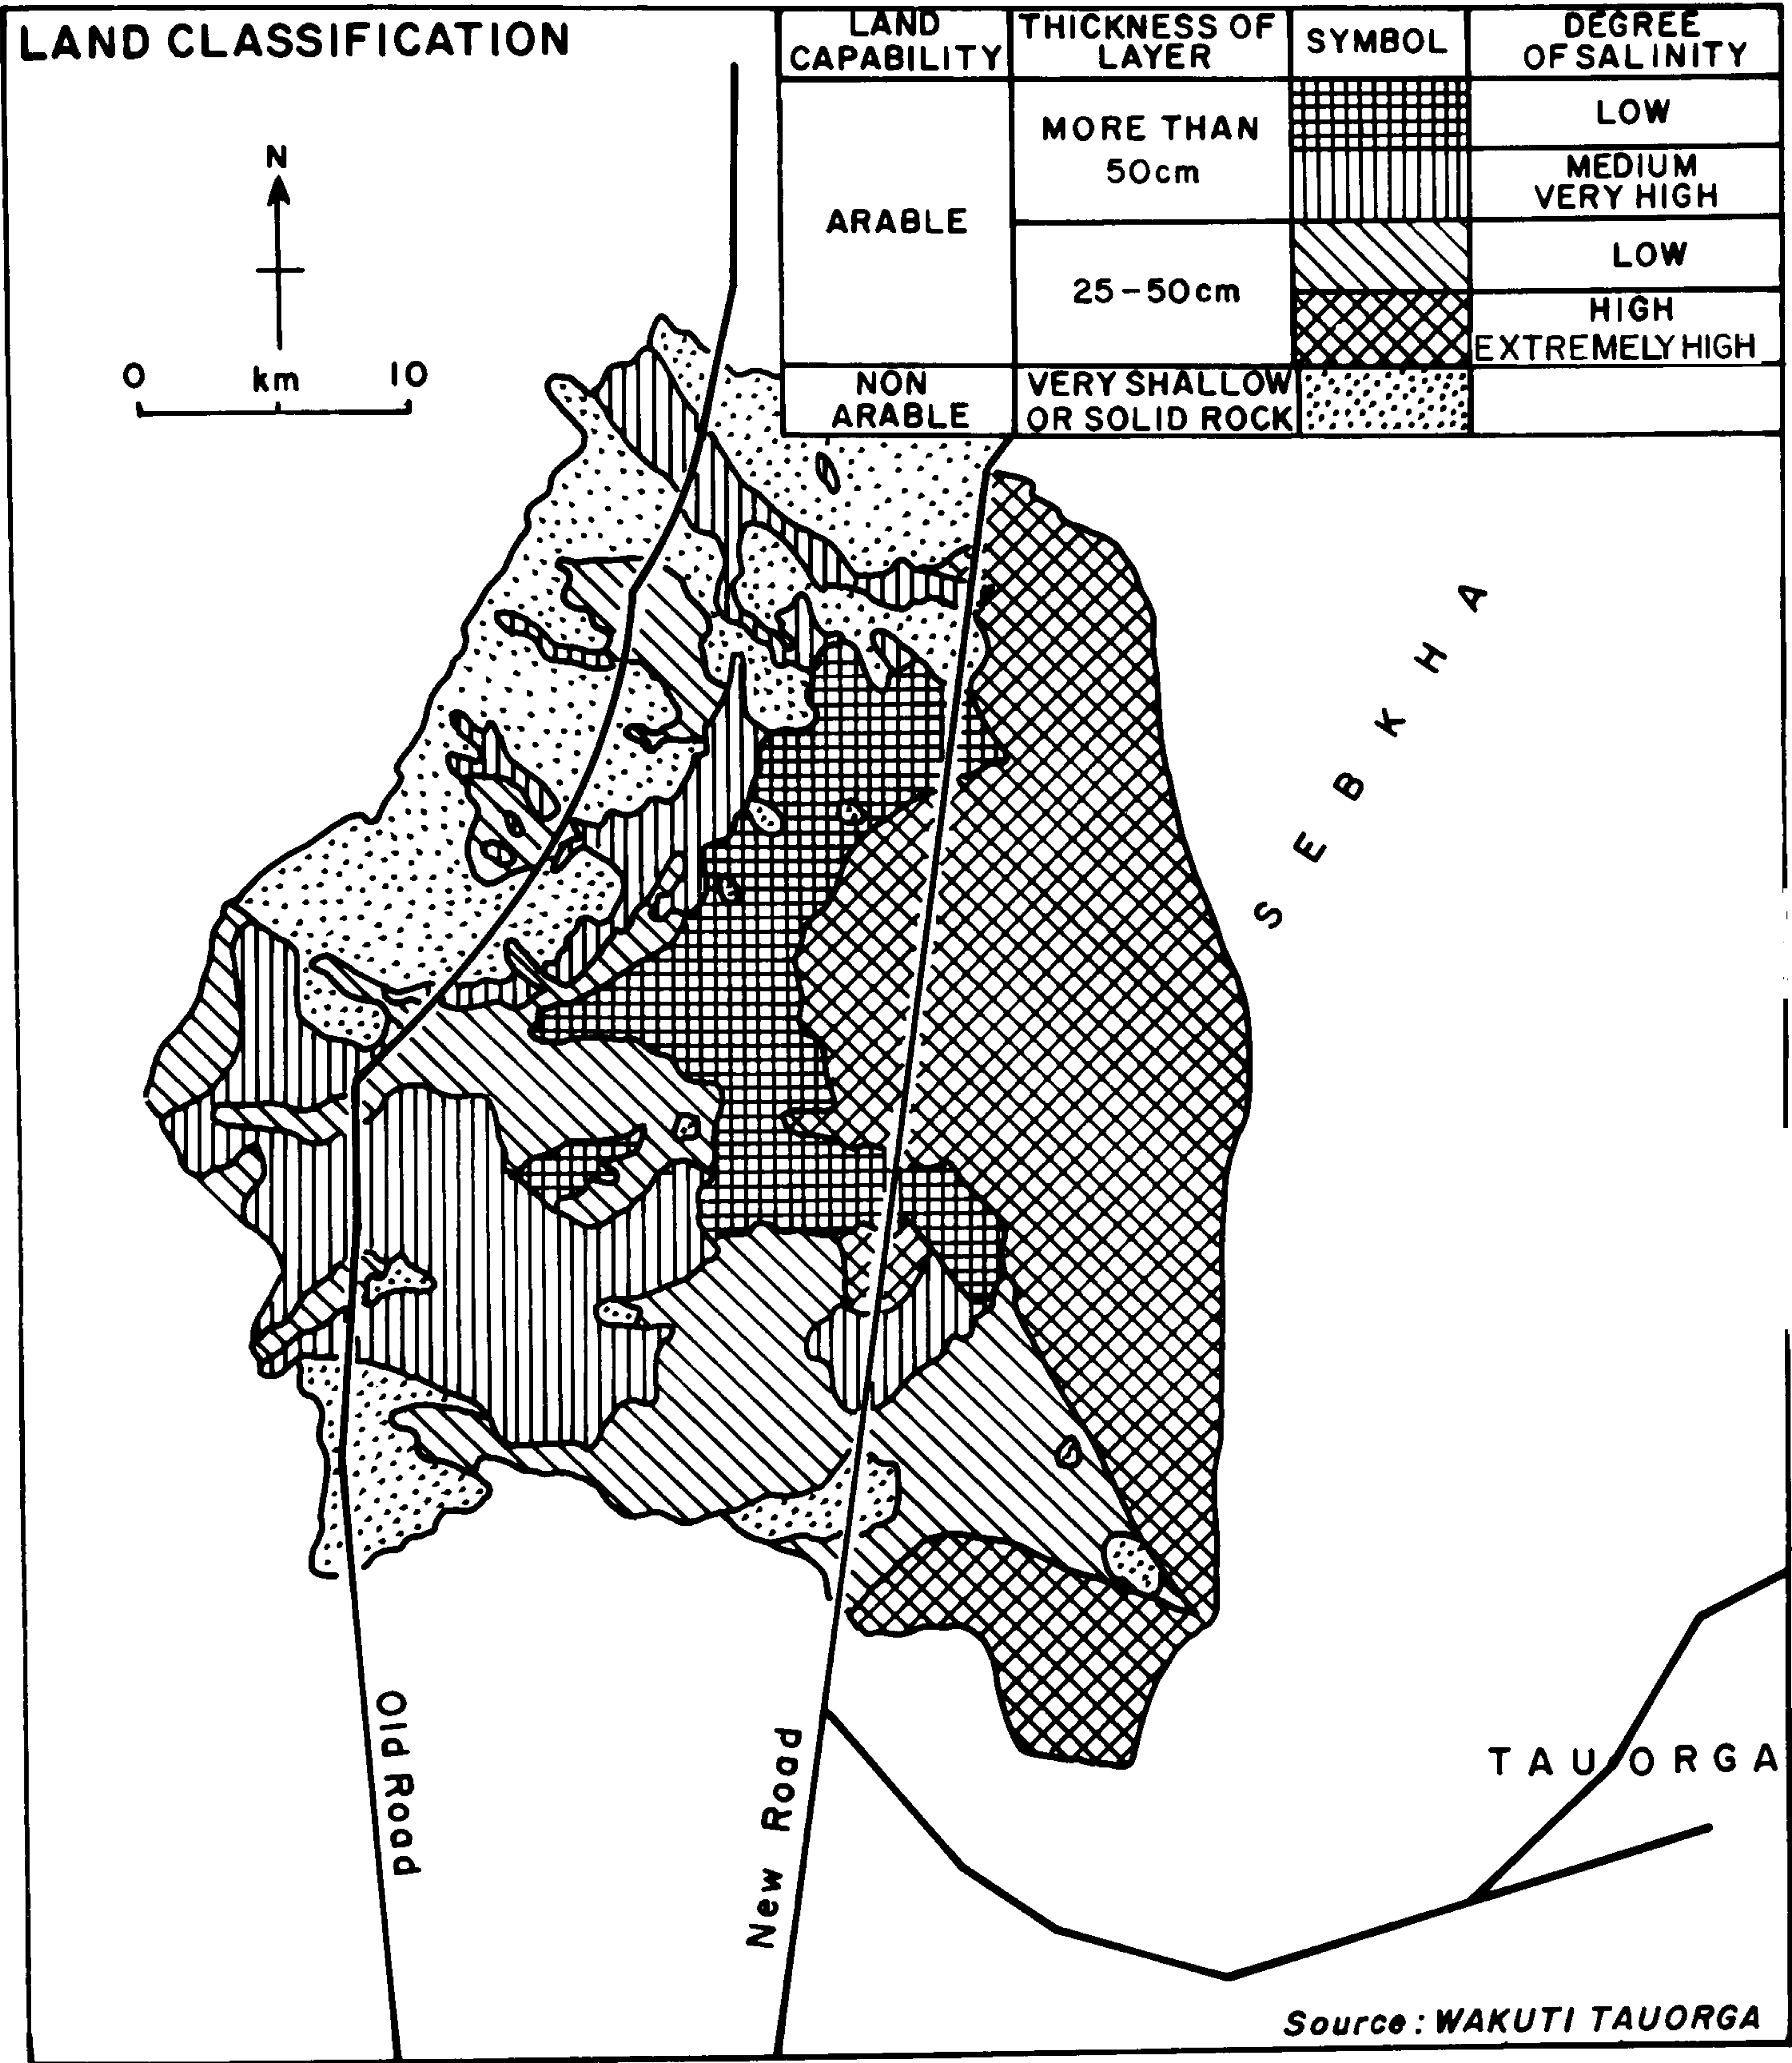 LAND CLASSIFICATION
LAND CAPABILITY
THICKNESS OF LAYER
SYMBOL
DEGREE OF SALINITY
ARABLE
MORE THAN 50cm
LOW
MEDIUM
VERY HIGH
25-50cm
LOW
HIGH
EXTREMELY HIGH
NON ARABLE
VERY SHALLOW OR SOLID ROCK
N
0 km 10
SEBKHA
TAUORGA
Old Road
New Road
Source: WAKUTI TAUORGA